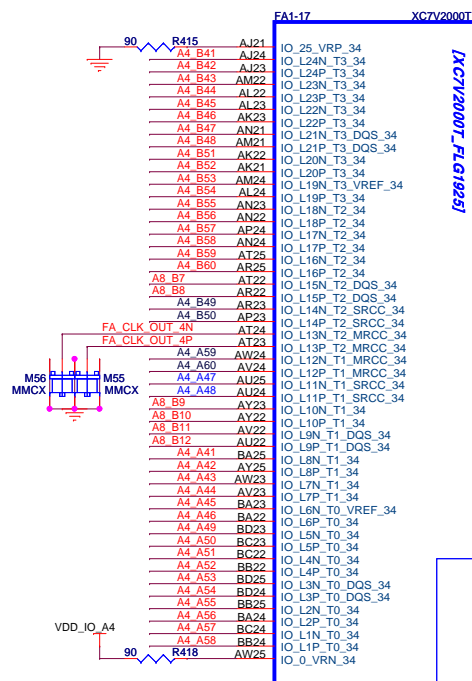 FA1-17 XC7V2000T
[XC7V2000T_FLG1925]
90 R415 AJ21 IO_25_VRP_34
A4_B41 AJ24 IO_L24N_T3_34
A4_B42 AJ23 IO_L24P_T3_34
A4_B43 AM22 IO_L23N_T3_34
A4_B44 AL22 IO_L23P_T3_34
A4_B45 AL23 IO_L22N_T3_34
A4_B46 AK23 IO_L22P_T3_34
A4_B47 AN21 IO_L21N_T3_DQS_34
A4_B48 AM21 IO_L21P_T3_DQS_34
A4_B51 AK22 IO_L20N_T3_34
A4_B52 AK21 IO_L20P_T3_34
A4_B53 AM24 IO_L19N_T3_VREF_34
A4_B54 AL24 IO_L19P_T3_34
A4_B55 AN23 IO_L18N_T2_34
A4_B56 AN22 IO_L18P_T2_34
A4_B57 AP24 IO_L17N_T2_34
A4_B58 AN24 IO_L17P_T2_34
A4_B59 AT25 IO_L16N_T2_34
A4_B60 AR25 IO_L16P_T2_34
A8_B7 AT22 IO_L15N_T2_DQS_34
A8_B8 AR22 IO_L15P_T2_DQS_34
A4_B49 AR23 IO_L14N_T2_SRCC_34
A4_B50 AP23 IO_L14P_T2_SRCC_34
FA_CLK_OUT_4N AT24 IO_L13N_T2_MRCC_34
FA_CLK_OUT_4P AT23 IO_L13P_T2_MRCC_34
A4_A59 AW24 IO_L12N_T1_MRCC_34
A4_A60 AV24 IO_L12P_T1_MRCC_34
M56 M55 A4_A47 AU25 IO_L11N_T1_SRCC_34
MMCX MMCX A4_A48 AU24 IO_L11P_T1_SRCC_34
A8_B9 AY23 IO_L10N_T1_34
A8_B10 AY22 IO_L10P_T1_34
A8_B11 AV22 IO_L9N_T1_DQS_34
A8_B12 AU22 IO_L9P_T1_DQS_34
A4_A41 BA25 IO_L8N_T1_34
A4_A42 AY25 IO_L8P_T1_34
A4_A43 AW23 IO_L7N_T1_34
A4_A44 AV23 IO_L7P_T1_34
A4_A45 BA23 IO_L6N_T0_VREF_34
A4_A46 BA22 IO_L6P_T0_34
A4_A49 BD23 IO_L5N_T0_34
A4_A50 BC23 IO_L5P_T0_34
A4_A51 BC22 IO_L4N_T0_34
A4_A52 BB22 IO_L4P_T0_34
A4_A53 BD25 IO_L3N_T0_DQS_34
A4_A54 BD24 IO_L3P_T0_DQS_34
A4_A55 BB25 IO_L2N_T0_34
A4_A56 BA24 IO_L2P_T0_34
VDD_IO_A4 A4_A57 BC24 IO_L1N_T0_34
A4_A58 BB24 IO_L1P_T0_34
90 R418 AW25 IO_0_VRN_34